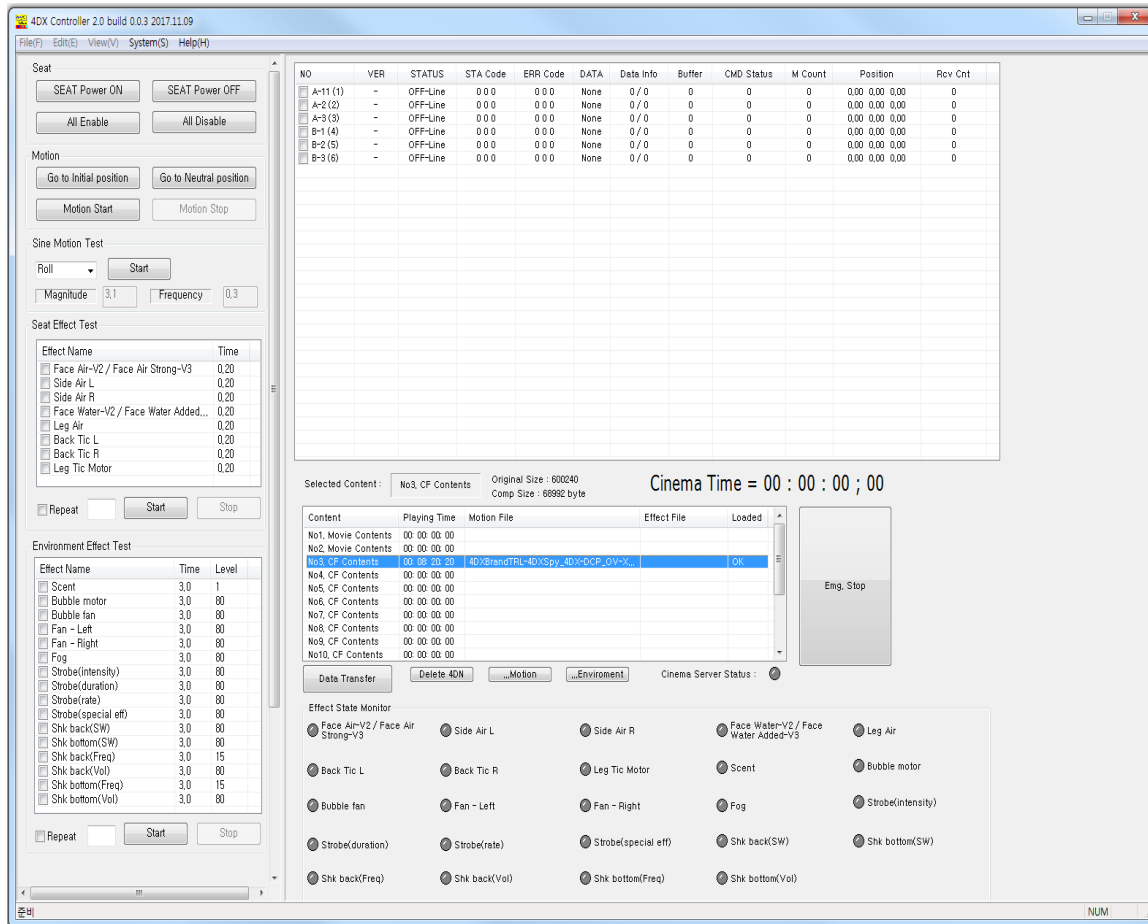 4DX Controller 2.0 build 0.0.3 2017.11.09
File(F) Edit(E) View(V) System(S) Help(H)
Seat
SEAT Power ON SEAT Power OFF
All Enable All Disable
Motion
Go to Initial position Go to Neutral position
Motion Start Motion Stop
Sine Motion Test
Roll Start
Magnitude 3,1 Frequency 0,3
Seat Effect Test
Effect Name Time
Face Air-V2 / Face Air Strong-V3 0,20
Side Air L 0,20
Side Air R 0,20
Face Water-V2 / Face Water Added... 0,20
Leg Air 0,20
Back Tic L 0,20
Back Tic R 0,20
Leg Tic Motor 0,20
Repeat Start Stop
Environment Effect Test
Effect Name Time Level
Scent 3,0 1
Bubble motor 3,0 80
Bubble fan 3,0 80
Fan - Left 3,0 80
Fan - Right 3,0 80
Fog 3,0 80
Strobe(intensity) 3,0 80
Strobe(duration) 3,0 80
Strobe(rate) 3,0 80
Strobe(special eff) 3,0 80
Shk back(SW) 3,0 80
Shk bottom(SW) 3,0 80
Shk back(Freq) 3,0 15
Shk back(Vol) 3,0 80
Shk bottom(Freq) 3,0 15
Shk bottom(Vol) 3,0 80
Repeat Start Stop
NO VER STATUS STA Code ERR Code DATA Data Info Buffer CMD Status M Count Position Rcv Cnt
A-11 (1) - OFF-Line 0 0 0 0 0 0 None 0 / 0 0 0 0 0,00 0,00 0,00 0
A-2 (2) - OFF-Line 0 0 0 0 0 0 None 0 / 0 0 0 0 0,00 0,00 0,00 0
A-3 (3) - OFF-Line 0 0 0 0 0 0 None 0 / 0 0 0 0 0,00 0,00 0,00 0
B-1 (4) - OFF-Line 0 0 0 0 0 0 None 0 / 0 0 0 0 0,00 0,00 0,00 0
B-2 (5) - OFF-Line 0 0 0 0 0 0 None 0 / 0 0 0 0 0,00 0,00 0,00 0
B-3 (6) - OFF-Line 0 0 0 0 0 0 None 0 / 0 0 0 0 0,00 0,00 0,00 0
Selected Content : No3, CF Contents
Original Size : 600240
Comp Size : 68992 byte
Cinema Time = 00 : 00 : 00 ; 00
Content Playing Time Motion File Effect File Loaded
No1, Movie Contents 00: 00: 00; 00
No2, Movie Contents 00: 00: 00; 00
No3, CF Contents 00: 08: 20; 20 4DXBrandTRL-4DXSpy_4DX-DCP_OV-X... OK
No4, CF Contents 00: 00: 00; 00
No5, CF Contents 00: 00: 00; 00
No6, CF Contents 00: 00: 00; 00
No7, CF Contents 00: 00: 00; 00
No8, CF Contents 00: 00: 00; 00
No9, CF Contents 00: 00: 00; 00
No10, CF Contents 00: 00: 00; 00
Emg, Stop
Data Transfer Delete 4DN ...Motion ...Enviroment Cinema Server Status :
Effect State Monitor
Face Air-V2 / Face Air
Strong-V3
Side Air L
Side Air R
Face Water-V2 / Face
Water Added-V3
Leg Air
Back Tic L Back Tic R Leg Tic Motor Scent Bubble motor
Bubble fan Fan - Left Fan - Right Fog Strobe(intensity)
Strobe(duration) Strobe(rate) Strobe(special eff) Shk back(SW) Shk bottom(SW)
Shk back(Freq) Shk back(Vol) Shk bottom(Freq) Shk bottom(Vol)
준비 NUM